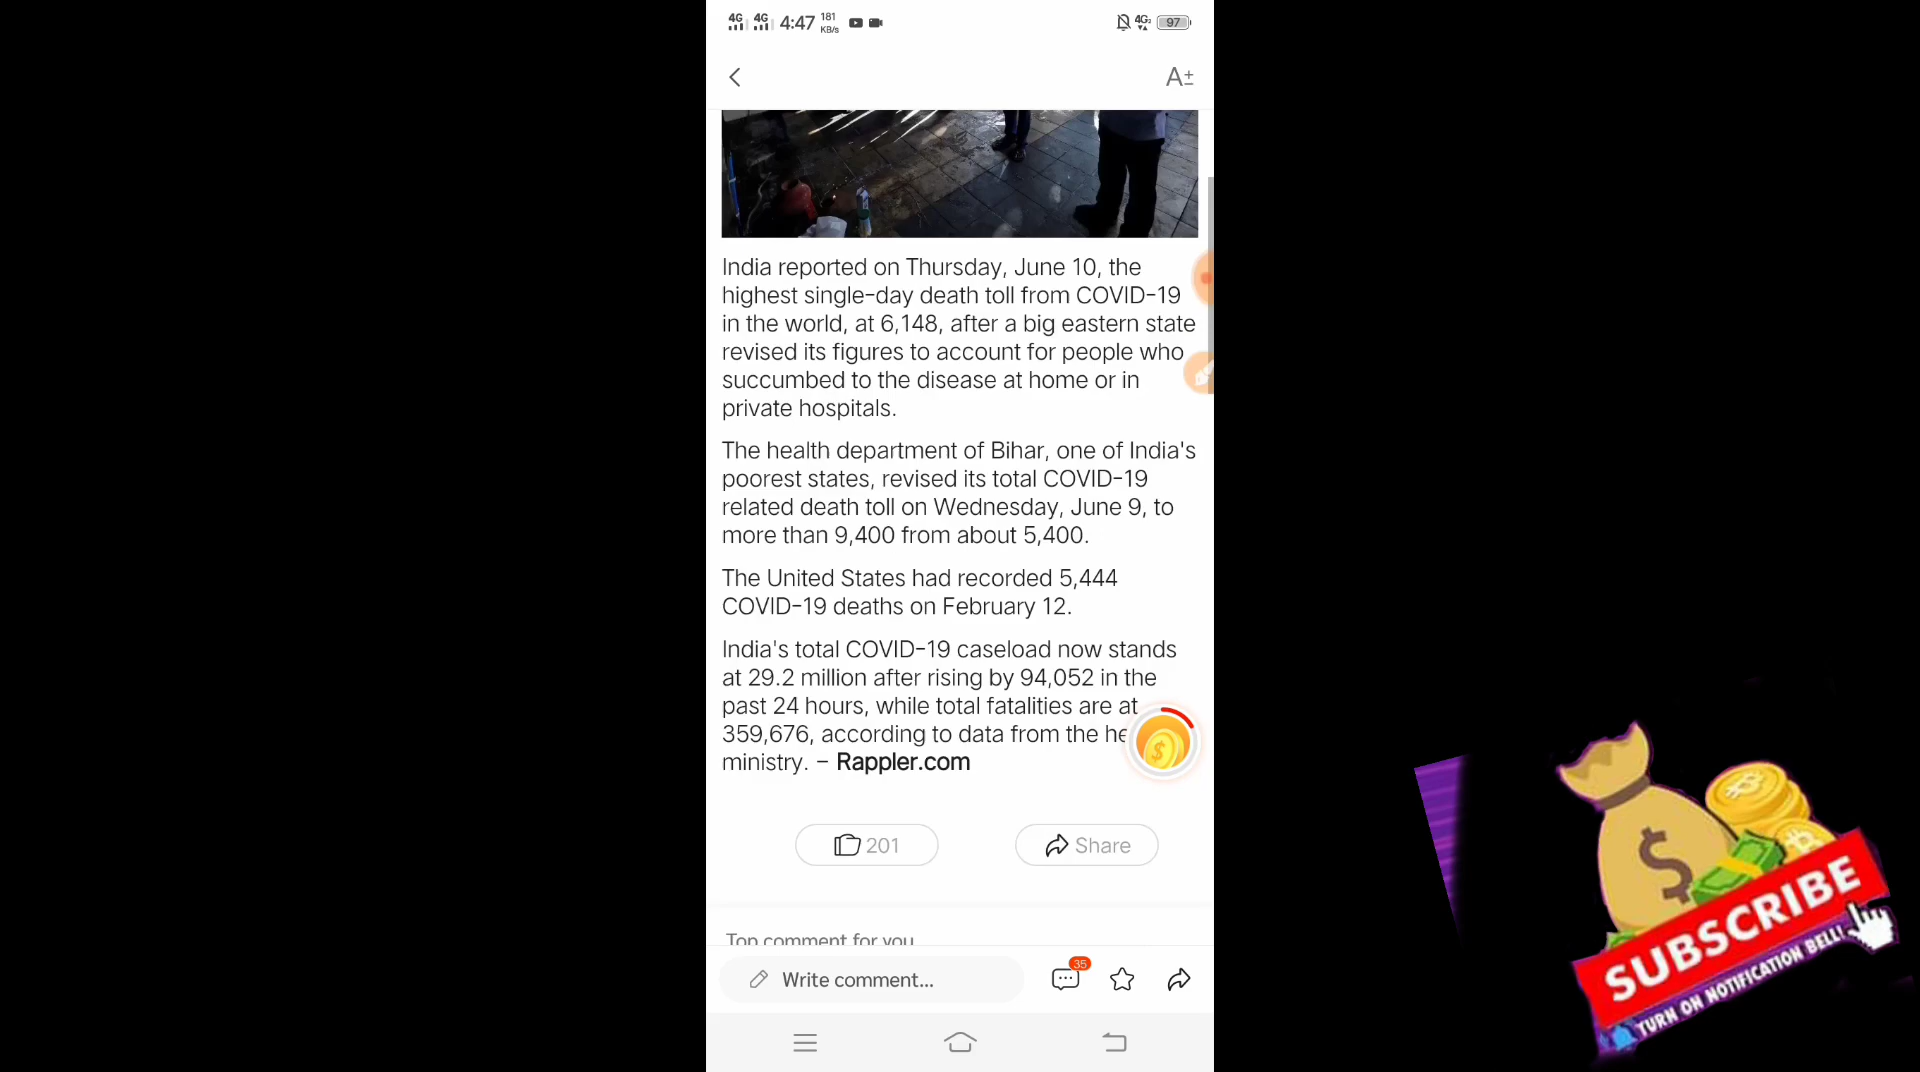 4G 4G 4:47 181 KB/s 4G 97
A±
India reported on Thursday, June 10, the
highest single-day death toll from COVID-19
in the world, at 6,148, after a big eastern state
revised its figures to account for people who
succumbed to the disease at home or in
private hospitals.
The health department of Bihar, one of India's
poorest states, revised its total COVID-19
related death toll on Wednesday, June 9, to
more than 9,400 from about 5,400.
The United States had recorded 5,444
COVID-19 deaths on February 12.
India's total COVID-19 caseload now stands
at 29.2 million after rising by 94,052 in the
past 24 hours, while total fatalities are at
359,676, according to data from the he
ministry. – Rappler.com
201 Share
Top comment for you
Write comment... 35
SUBSCRIBE
TURN ON NOTIFICATION BELL!